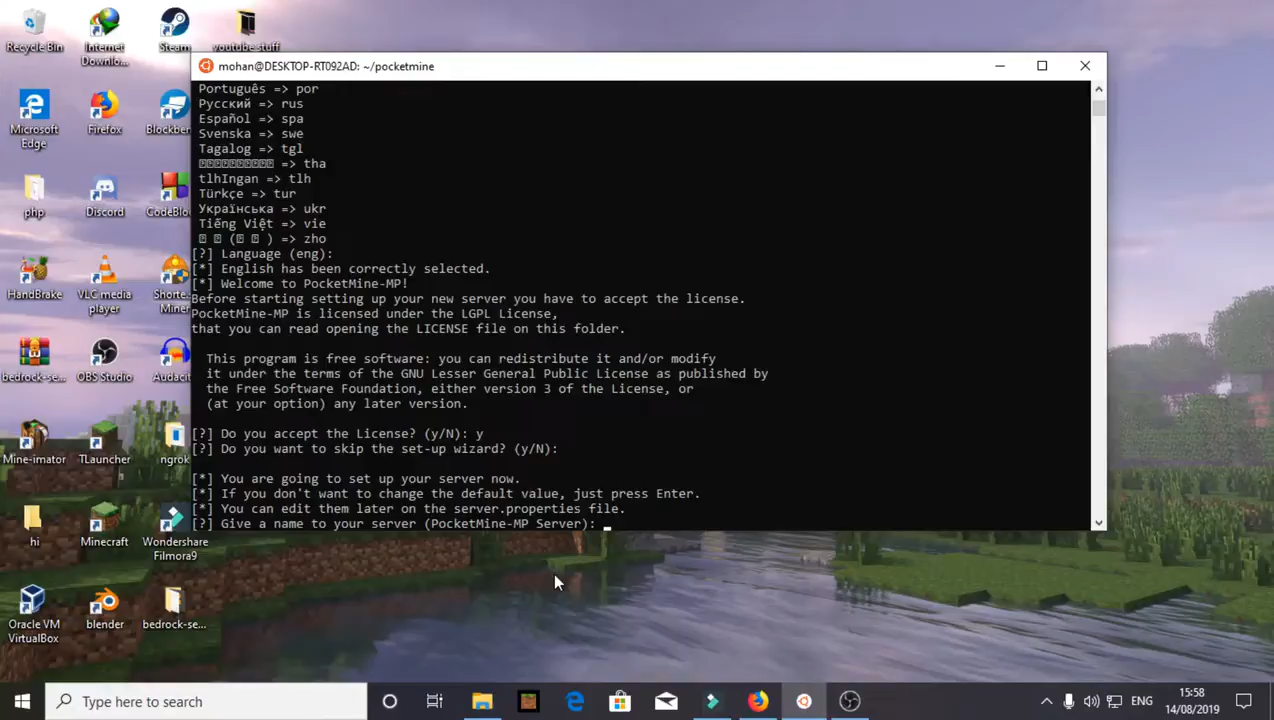 Recycle Bin
Internet
Downlo...
Steam
youtube stuff
mohan@DESKTOP-RT092AD: ~/pocketmine
Português => por
Русский => rus
Español => spa
Svenska => swe
Tagalog => tgl
=> tha
tlhIngan => tlh
Türkçe => tur
Українська => ukr
Tiếng Việt => vie
( ) => zho
[?] Language (eng):
[*] English has been correctly selected.
[*] Welcome to PocketMine-MP!
Before starting setting up your new server you have to accept the license.
PocketMine-MP is licensed under the LGPL License,
that you can read opening the LICENSE file on this folder.
This program is free software: you can redistribute it and/or modify
it under the terms of the GNU Lesser General Public License as published by
the Free Software Foundation, either version 3 of the License, or
(at your option) any later version.
[?] Do you accept the License? (y/N): y
[?] Do you want to skip the set-up wizard? (y/N):
[*] You are going to set up your server now.
[*] If you don't want to change the default value, just press Enter.
[*] You can edit them later on the server.properties file.
[?] Give a name to your server (PocketMine-MP Server):
Microsoft
Edge
Firefox
Blockben
php
Discord
CodeBlo
HandBrake
VLC media
player
Shorte...
Miner
bedrock-se...
OBS Studio
Audacit
Mine-imator
TLauncher
ngrok
hi
Minecraft
Wondershare
Filmora9
Oracle VM
VirtualBox
blender
bedrock-se...
Type here to search
ENG
15:58
14/08/2019